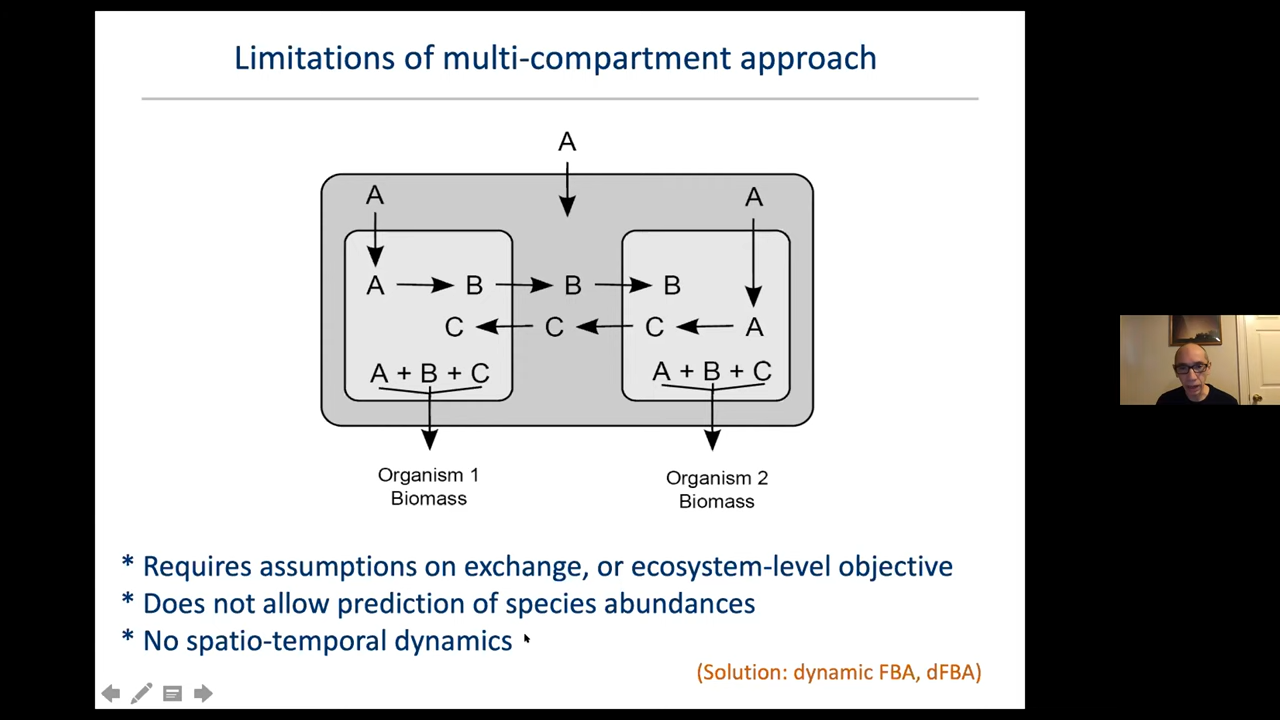 Limitations of multi-compartment approach
A
A
A
A B B B
C C C A
A + B + C
A + B + C
Organism 1
Biomass
Organism 2
Biomass
* Requires assumptions on exchange, or ecosystem-level objective
* Does not allow prediction of species abundances
* No spatio-temporal dynamics
(Solution: dynamic FBA, dFBA)